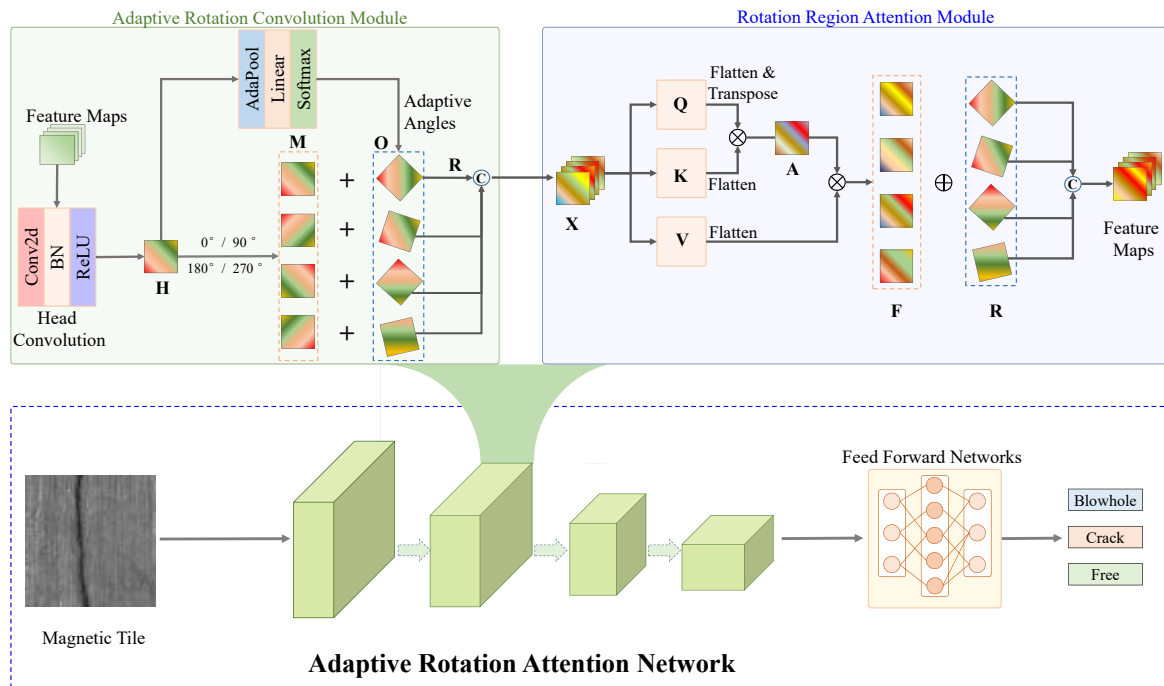 Adaptive Rotation Convolution Module
Feature Maps
Conv2d
BN
ReLU
Head
Convolution
H
AdaPool
Linear
Softmax
0° / 90°
180° / 270°
M
+
+
+
+
Adaptive
Angles
O
R
C
Rotation Region Attention Module
X
Q
K
V
Flatten &
Transpose
Flatten
Flatten
A
F
R
C
Feature
Maps
Magnetic Tile
Feed Forward Networks
Blowhole
Crack
Free
Adaptive Rotation Attention Network